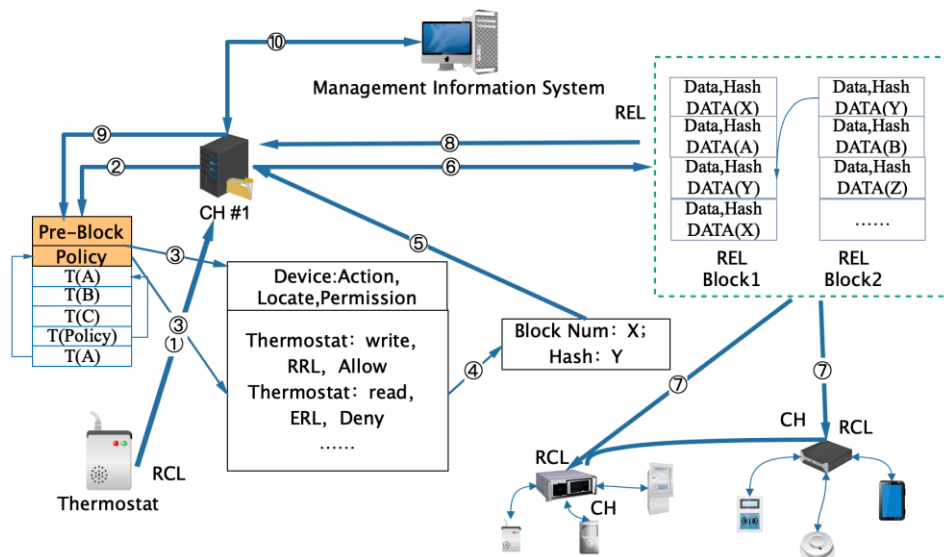 ⑩
Management Information System
REL
⑨
⑧
②
⑥
CH #1
Data,Hash
DATA(X)
Data,Hash
DATA(A)
Data,Hash
DATA(Y)
Data,Hash
DATA(X)
REL
Block1
Data,Hash
DATA(Y)
Data,Hash
DATA(B)
Data,Hash
DATA(Z)
......
REL
Block2
Pre-Block
Policy
T(A)
T(B)
T(C)
T(Policy)
T(A)
③
③
①
⑤
Device:Action,
Locate,Permission
Thermostat: write,
RRL, Allow
Thermostat: read,
ERL, Deny
......
④
Block Num: X;
Hash: Y
⑦
⑦
RCL
Thermostat
RCL
CH
CH
RCL